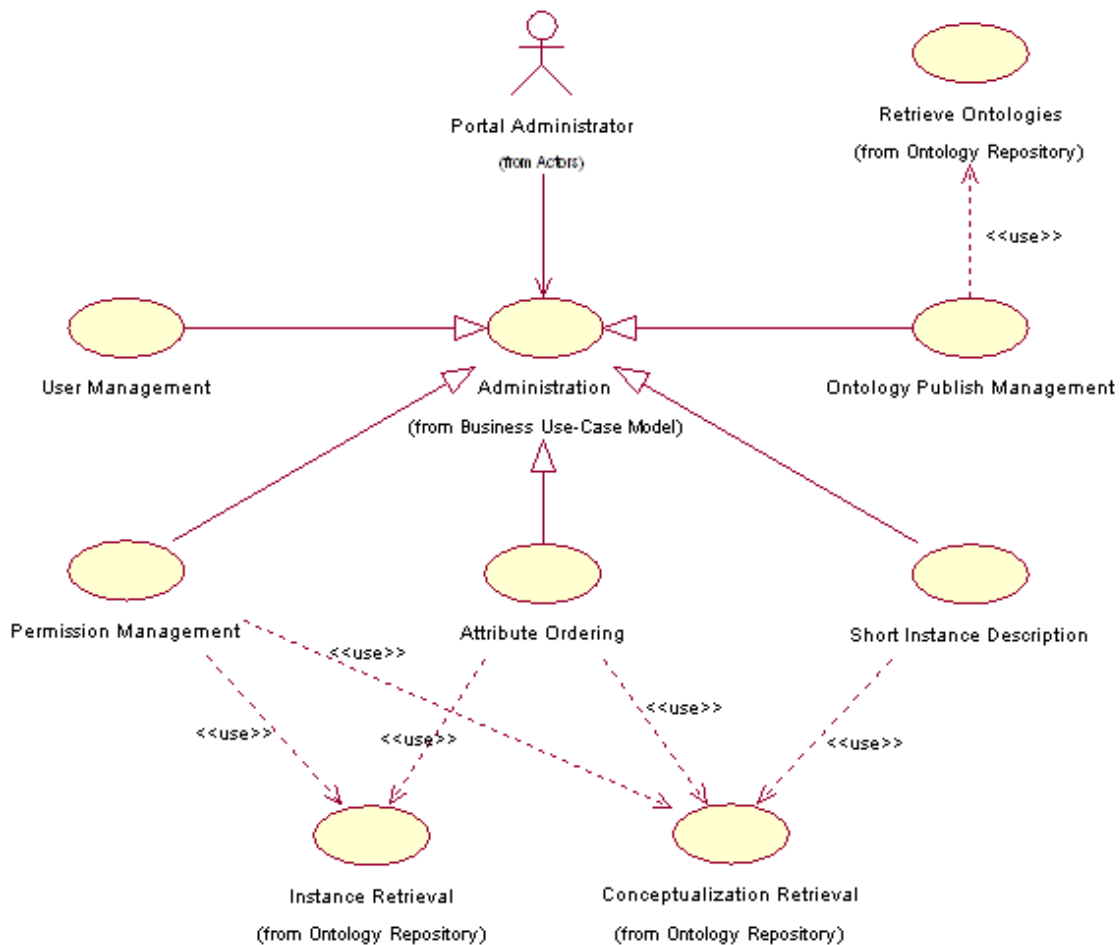 Portal Administrator
(from Actors)
Retrieve Ontologies
(from Ontology Repository)
<<use>>
User Management
Administration
(from Business Use-Case Model)
Ontology Publish Management
Permission Management
Attribute Ordering
Short Instance Description
<<use>>
<<use>>
<<use>>
<<use>>
<<use>>
Instance Retrieval
(from Ontology Repository)
Conceptualization Retrieval
(from Ontology Repository)